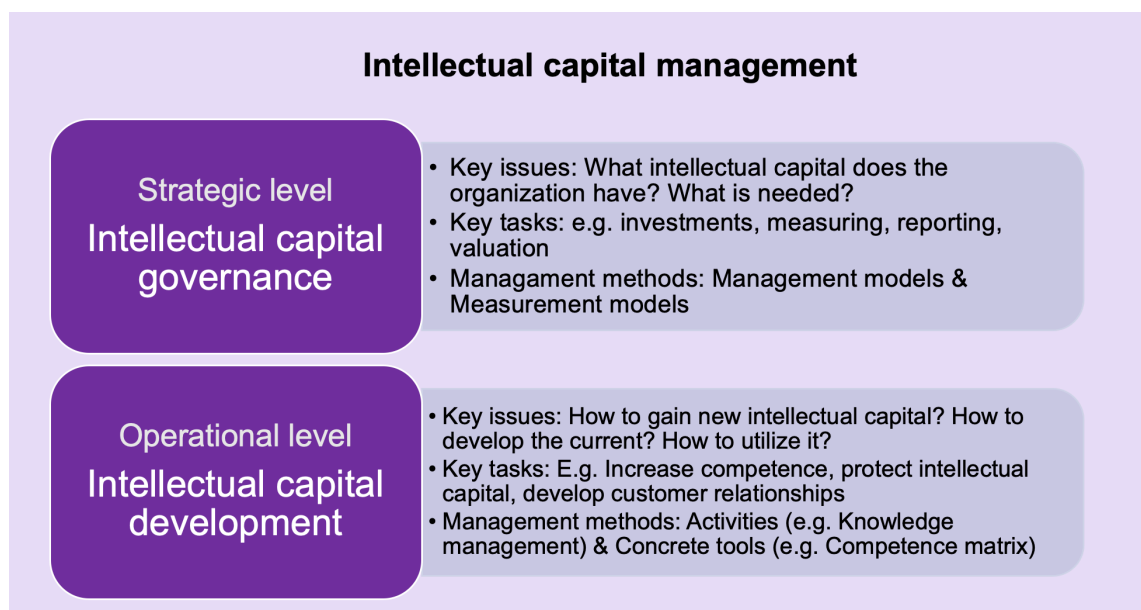 Intellectual capital management
Strategic level
Intellectual capital
governance
• Key issues: What intellectual capital does the
organization have? What is needed?
• Key tasks: e.g. investments, measuring, reporting,
valuation
• Managament methods: Management models &
Measurement models
Operational level
Intellectual capital
development
• Key issues: How to gain new intellectual capital? How to
develop the current? How to utilize it?
• Key tasks: E.g. Increase competence, protect intellectual
capital, develop customer relationships
• Management methods: Activities (e.g. Knowledge
management) & Concrete tools (e.g. Competence matrix)